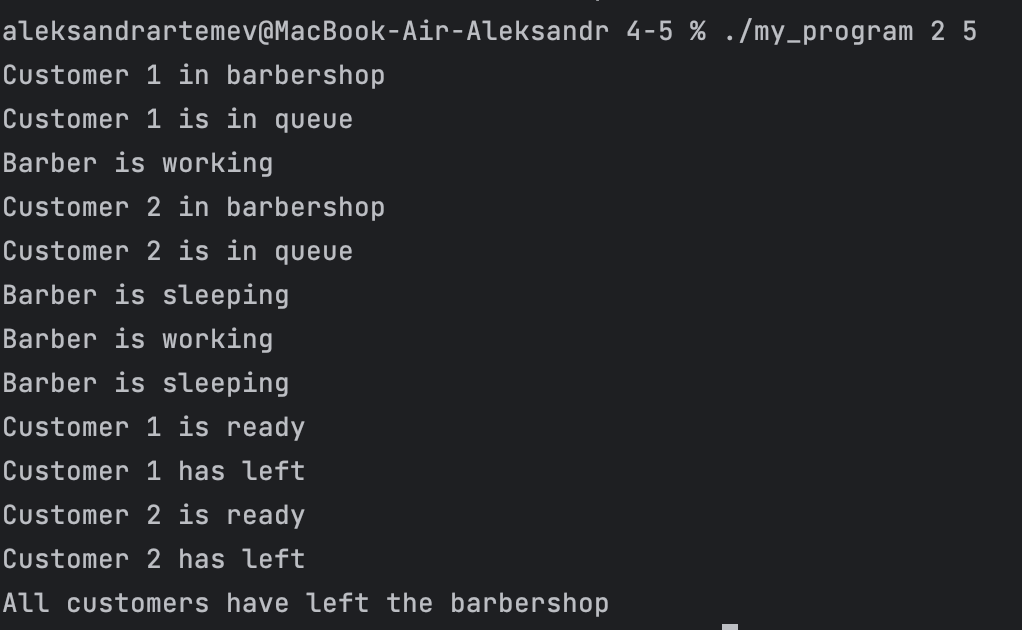 aleksandrartemev@MacBook-Air-Aleksandr 4-5 % ./my_program 2 5
Customer 1 in barbershop
Customer 1 is in queue
Barber is working
Customer 2 in barbershop
Customer 2 is in queue
Barber is sleeping
Barber is working
Barber is sleeping
Customer 1 is ready
Customer 1 has left
Customer 2 is ready
Customer 2 has left
All customers have left the barbershop